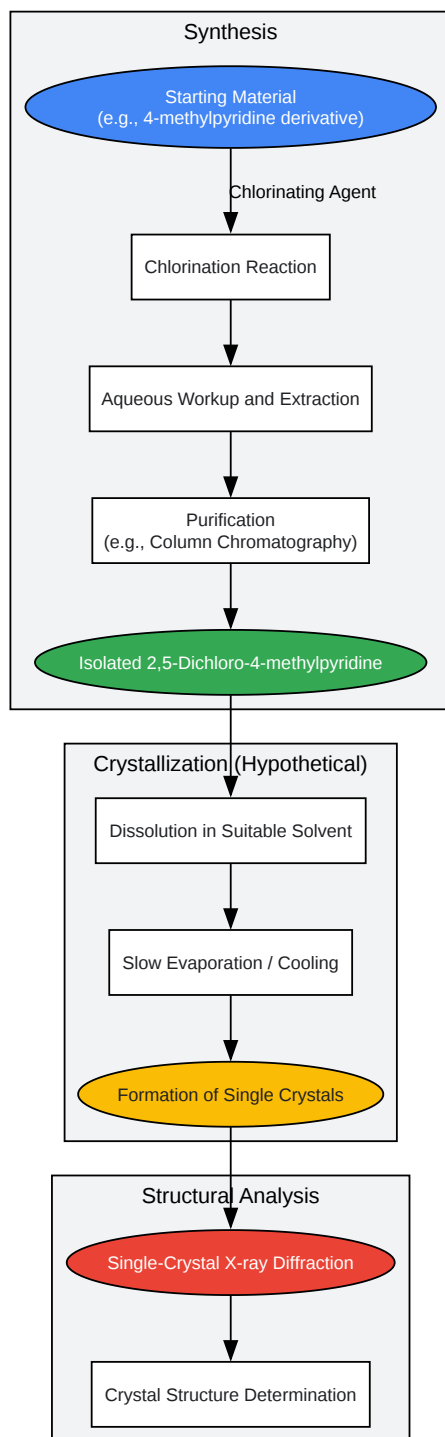 Synthesis
Starting Material
(e.g., 4-methylpyridine derivative)
Chlorinating Agent
Chlorination Reaction
Aqueous Workup and Extraction
Purification
(e.g., Column Chromatography)
Isolated 2,5-Dichloro-4-methylpyridine
Crystallization (Hypothetical)
Dissolution in Suitable Solvent
Slow Evaporation / Cooling
Formation of Single Crystals
Structural Analysis
Single-Crystal X-ray Diffraction
Crystal Structure Determination